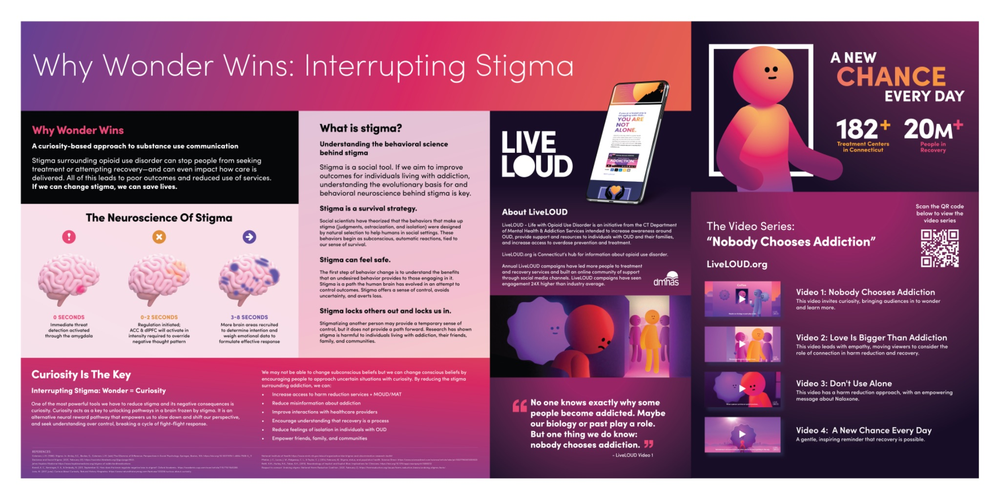 Why Wonder Wins: Interrupting Stigma
Why Wonder Wins
A curiosity-based approach to substance use communication
Stigma surrounding opioid use disorder can stop people from seeking
treatment or attempting recovery—and can even impact how care is
delivered. All of this leads to poor outcomes and reduced use of services.
If we can change stigma, we can save lives.
The Neuroscience Of Stigma
0 SECONDS
Immediate threat
detection activated
through the amygdala
0-2 SECONDS
Regulation initiated;
ACC & dlPFC will activate in
intensity required to override
negative thought pattern
3-8 SECONDS
More brain areas recruited
to determine intention and
weigh emotional data to
formulate effective response
What is stigma?
Understanding the behavioral science
behind stigma
Stigma is a social tool. If we aim to improve
outcomes for individuals living with addiction,
understanding the evolutionary basis for and
behavioral neuroscience behind stigma is key.
Stigma is a survival strategy.
Social scientists have theorized that the behaviors that make up
stigma (judgments, ostracization, and isolation) were designed
by natural selection to help humans in social settings. These
behaviors begin as subconscious, automatic reactions, tied to
our sense of survival.
Stigma can feel safe.
The first step of behavior change is to understand the benefits
that an undesired behavior provides to those engaging in it.
Stigma is a path the human brain has evolved in an attempt to
control outcomes. Stigma offers a sense of control, avoids
uncertainty, and averts loss.
Stigma locks others out and locks us in.
Stigmatizing another person may provide a temporary sense of
control, but it does not provide a path forward. Research has shown
stigma is harmful to individuals living with addiction, their friends,
family, and communities.
Curiosity Is The Key
Interrupting Stigma: Wonder = Curiosity
One of the most powerful tools we have to reduce stigma and its negative consequences is
curiosity. Curiosity acts as a key to unlocking pathways in a brain frozen by stigma. It is an
alternative neural reward pathway that empowers us to slow down and shift our perspective,
and seek understanding over control, breaking a cycle of fight-flight response.
We may not be able to change subconscious beliefs but we can change conscious beliefs by
encouraging people to approach uncertain situations with curiosity. By reducing the stigma
surrounding addiction, we can:
• Increase access to harm reduction services + MOUD/MAT
• Reduce misinformation about addiction
• Improve interactions with healthcare providers
• Encourage understanding that recovery is a process
• Reduce feelings of isolation in individuals with OUD
• Empower friends, family, and communities
REFERENCES:
LIVE
LOUD
If you or a loved one is
struggling with OUD...
YOU ARE
NOT
ALONE.
ADDICTION
About LiveLOUD
LiveLOUD - Life with Opioid Use Disorder is an initiative from the CT Department
of Mental Health & Addiction Services intended to increase awareness around
OUD, provide support and resources to individuals with OUD and their families,
and increase access to overdose prevention and treatment.
LiveLOUD.org is Connecticut's hub for information about opioid use disorder.
Annual LiveLOUD campaigns have led more people to treatment
and recovery services and built an online community of support
through social media channels. LiveLOUD campaigns have seen
engagement 24X higher than industry average.
dmhas
“No one knows exactly why some
people become addicted. Maybe
our biology or past play a role.
But one thing we do know:
nobody chooses addiction.”
- LiveLOUD Video 1
A NEW
CHANCE
EVERY DAY
182+
Treatment Centers
in Connecticut
20M+
People in
Recovery
Scan the QR code
below to view the
video series
The Video Series:
“Nobody Chooses Addiction”
LiveLOUD.org
Coffee
Video 1: Nobody Chooses Addiction
This video invites curiosity, bringing audiences in to wonder
and learn more.
Video 2: Love Is Bigger Than Addiction
This video leads with empathy, moving viewers to consider the
role of connection in harm reduction and recovery.
Video 3: Don't Use Alone
This video has a harm reduction approach, with an empowering
message about Naloxone.
Video 4: A New Chance Every Day
A gentle, inspiring reminder that recovery is possible.